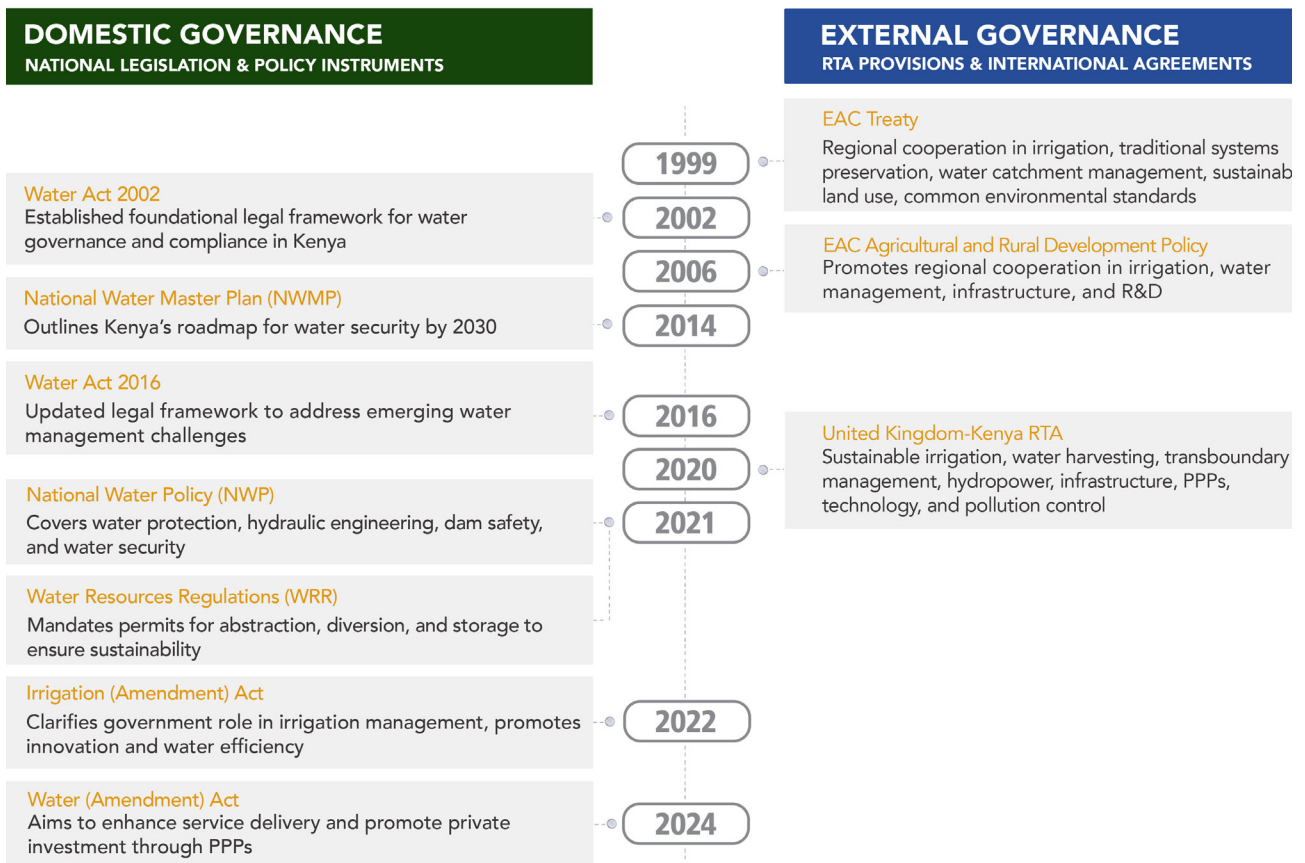 DOMESTIC GOVERNANCE
NATIONAL LEGISLATION & POLICY INSTRUMENTS
EXTERNAL GOVERNANCE
RTA PROVISIONS & INTERNATIONAL AGREEMENTS
1999
EAC Treaty
Regional cooperation in irrigation, traditional systems
preservation, water catchment management, sustainab
land use, common environmental standards
Water Act 2002
Established foundational legal framework for water
governance and compliance in Kenya
2002
2006
EAC Agricultural and Rural Development Policy
Promotes regional cooperation in irrigation, water
management, infrastructure, and R&D
National Water Master Plan (NWMP)
Outlines Kenya’s roadmap for water security by 2030
2014
Water Act 2016
Updated legal framework to address emerging water
management challenges
2016
2020
United Kingdom-Kenya RTA
Sustainable irrigation, water harvesting, transboundary
management, hydropower, infrastructure, PPPs,
technology, and pollution control
National Water Policy (NWP)
Covers water protection, hydraulic engineering, dam safety,
and water security
2021
Water Resources Regulations (WRR)
Mandates permits for abstraction, diversion, and storage to
ensure sustainability
Irrigation (Amendment) Act
Clarifies government role in irrigation management, promotes
innovation and water efficiency
2022
Water (Amendment) Act
Aims to enhance service delivery and promote private
investment through PPPs
2024